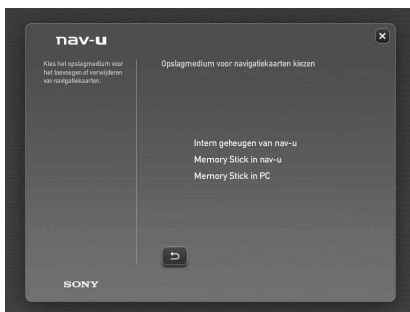 nav-u
Kies het opslagmedium voor
het toevoegen of verwijderen
van navigatiekaarten.
Opslagmedium voor navigatiekaarten kiezen
Intern geheugen van nav-u
Memory Stick in nav-u
Memory Stick in PC
SONY